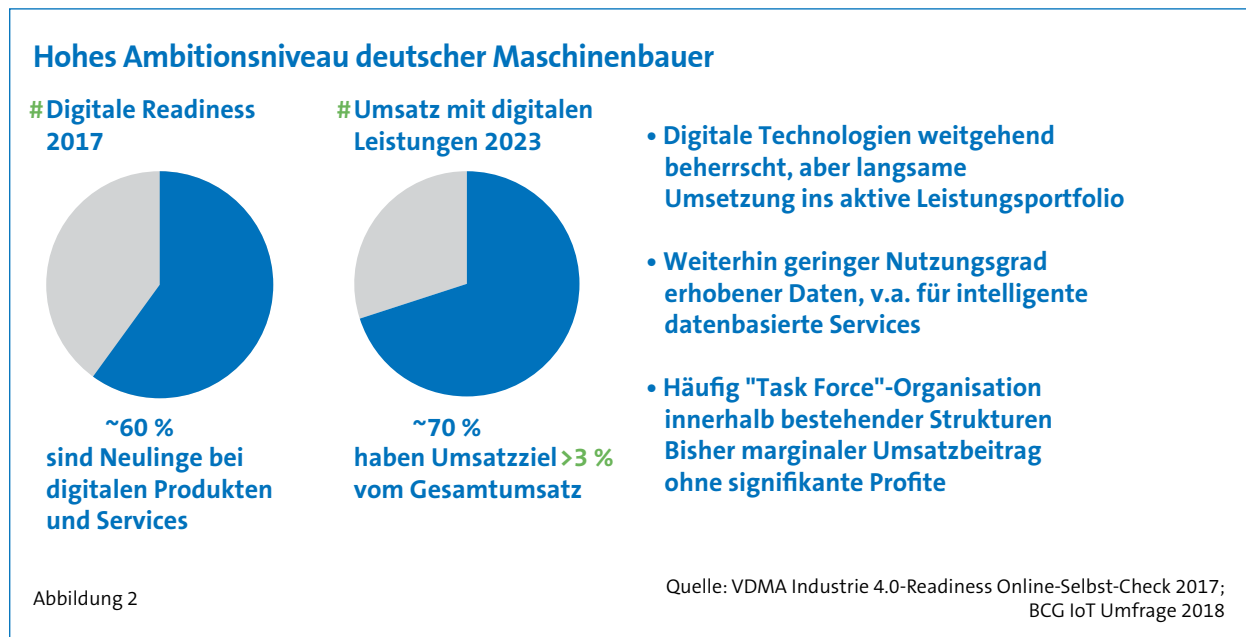 Hohes Ambitionsniveau deutscher Maschinenbauer
#Digitale Readiness
2017
~60 %
sind Neulinge bei
digitalen Produkten
und Services
#Umsatz mit digitalen
Leistungen 2023
~70 %
haben Umsatzziel >3 %
vom Gesamtumsatz
• Digitale Technologien weitgehend
beherrscht, aber langsame
Umsetzung ins aktive Leistungsportfolio
• Weiterhin geringer Nutzungsgrad
erhobener Daten, v.a. für intelligente
datenbasierte Services
• Häufig "Task Force"-Organisation
innerhalb bestehender Strukturen
Bisher marginaler Umsatzbeitrag
ohne signifikante Profite
Abbildung 2
Quelle: VDMA Industrie 4.0-Readiness Online-Selbst-Check 2017;
BCG IoT Umfrage 2018